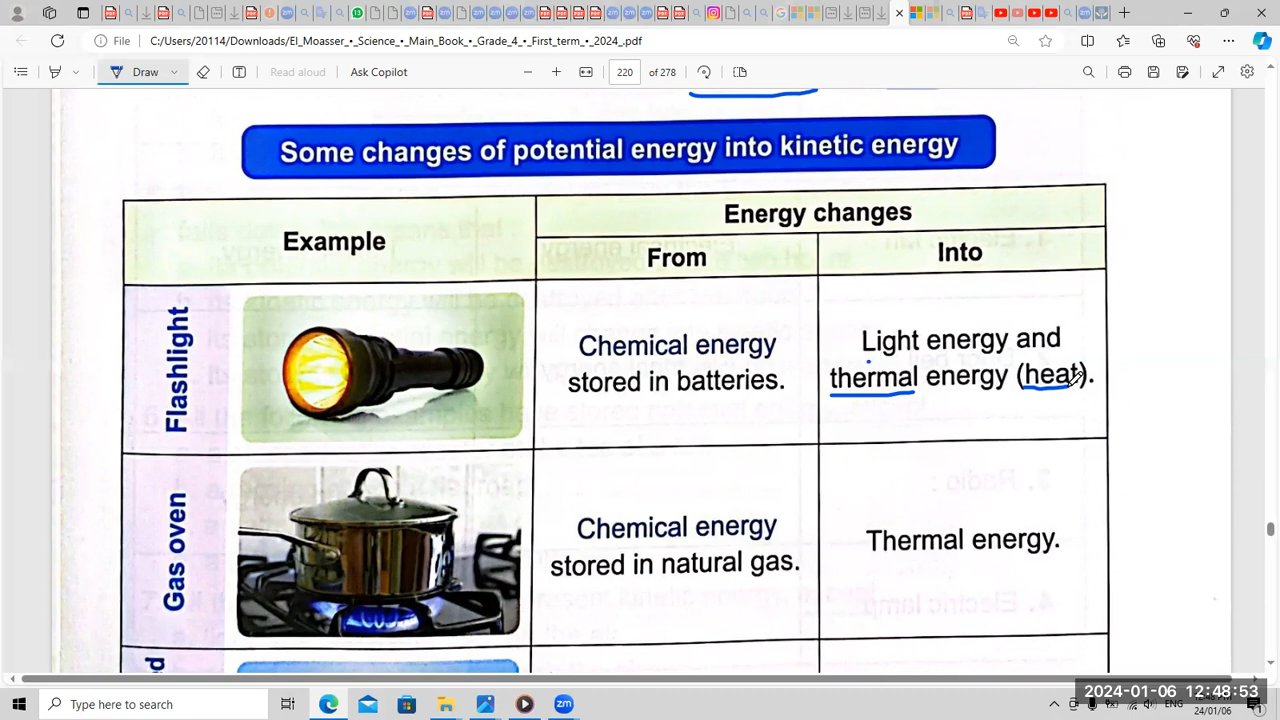 File
C:/Users/20114/Downloads/El_Moasser_•_Science_•_Main_Book_•_Grade_4_•_First_term_•_2024_.pdf
Draw
Read aloud
Ask Copilot
220
of 278
Some changes of potential energy into kinetic energy
Example
Energy changes
From
Into
Flashlight
Chemical energy
stored in batteries.
Light energy and
thermal energy (heat).
Gas oven
Chemical energy
stored in natural gas.
Thermal energy.
Type here to search
2024-01-06 12:48:53
ENG
24/01/06